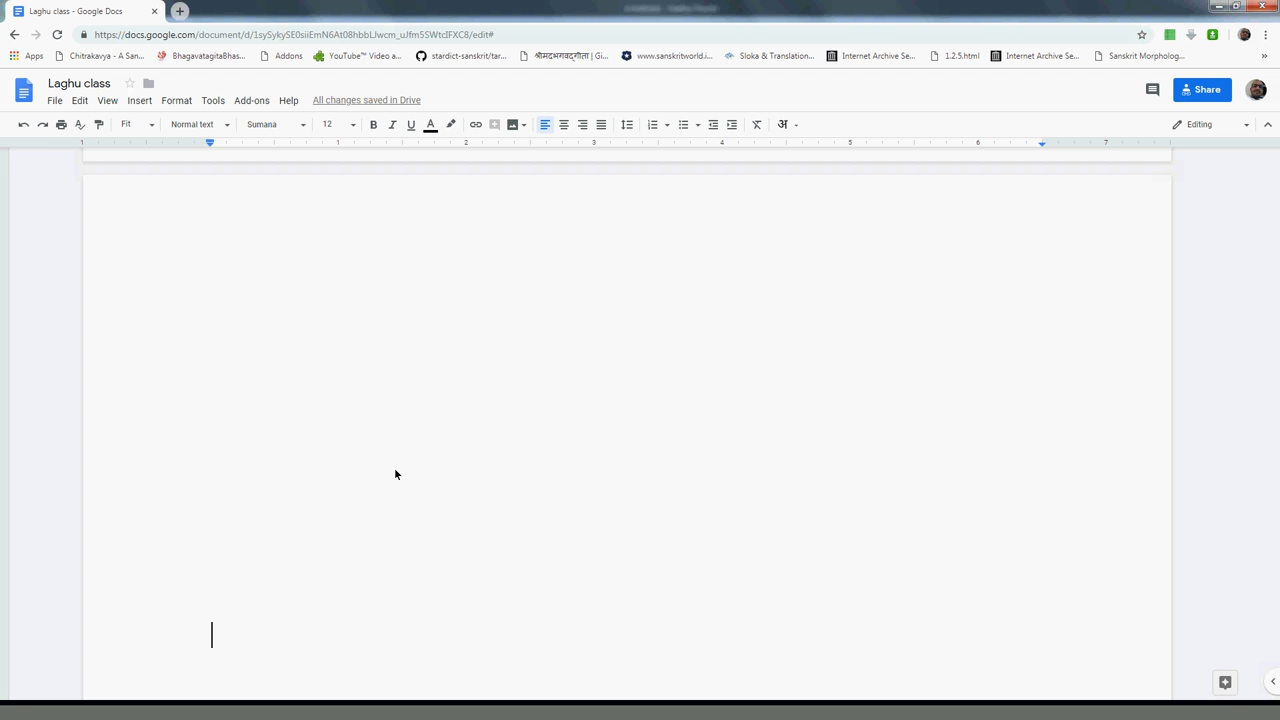 Laghu class - Google Docs
https://docs.google.com/document/d/1sySykySE0siiEmN6At08hbbLJwcm_uJfm5SWtcIFXC8/edit#
Apps Chitrakavya - A San... BhagavatagitaBhas... Addons YouTube™ Video a... stardict-sanskrit/tar... श्रीमद्भगवद्गीता | Gi... www.sanskritworld.i... Sloka & Translation... Internet Archive Se... 1.2.5.html Internet Archive Se... Sanskrit Morpholog... »
Laghu class
Share
File Edit View Insert Format Tools Add-ons Help All changes saved in Drive
Fit Normal text Sumana 12 B I U A अ Editing
1 1 2 3 4 5 6 7